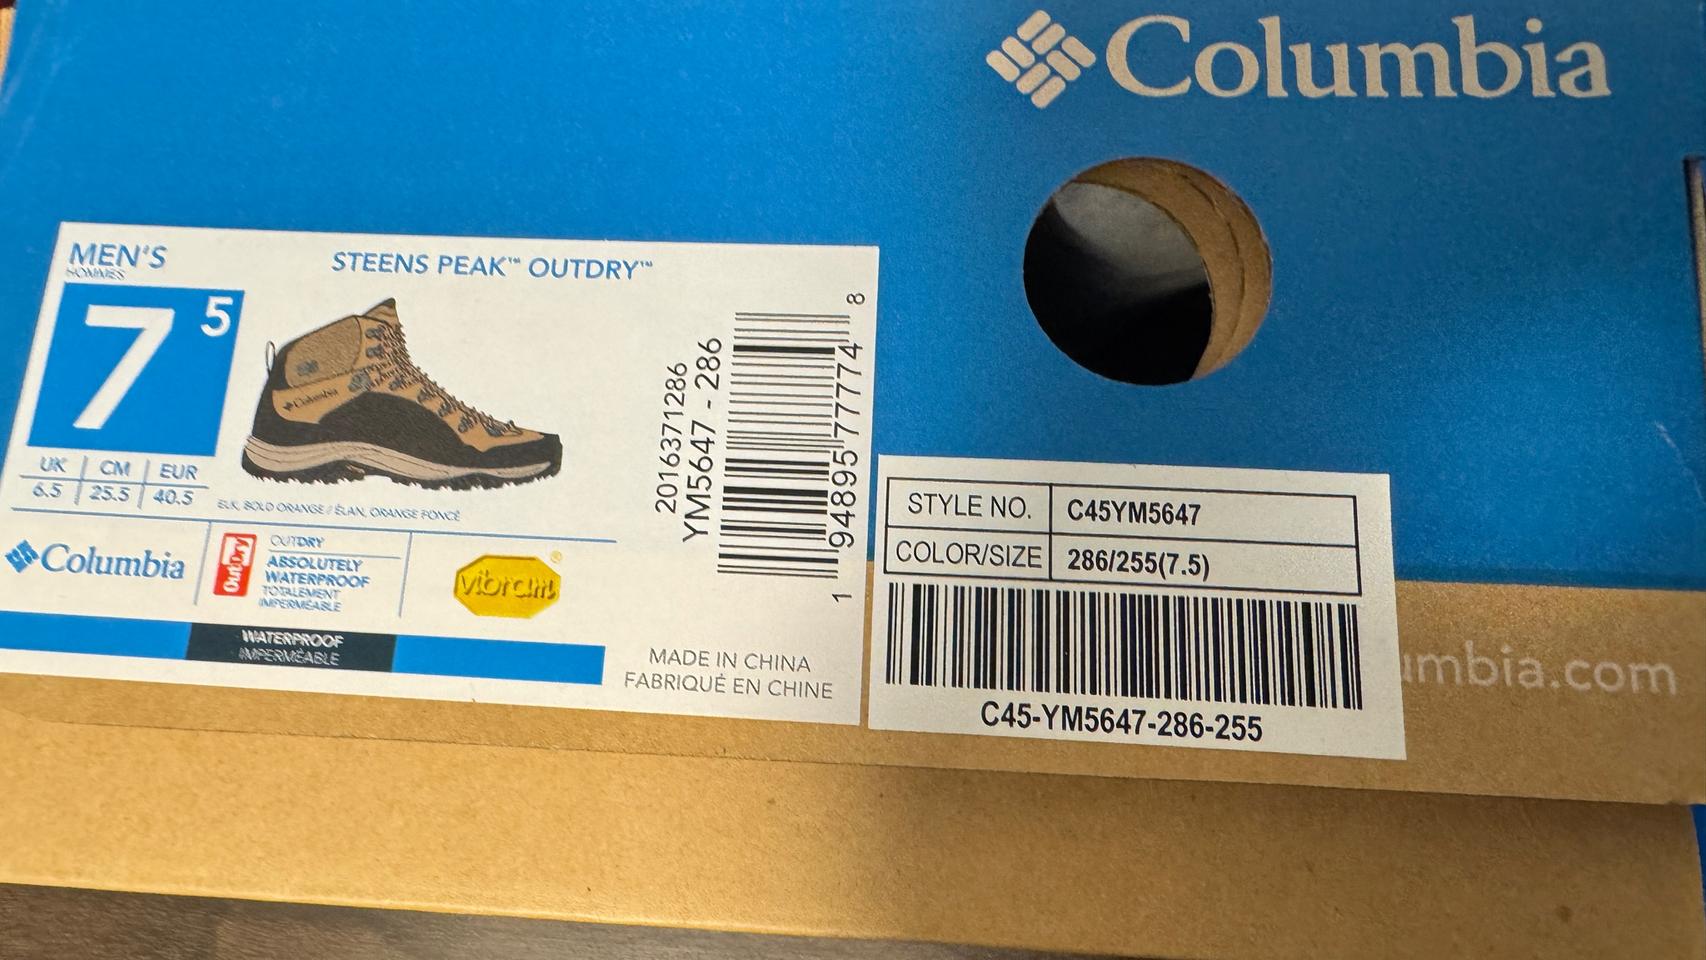 Columbia
MEN'S
HOMMES
STEENS PEAK™ OUTDRY™
7 5
Columbia
UK CM EUR
6.5 25.5 40.5
ELK, BOLD ORANGE / ÉLAN, ORANGE FONCÉ
Columbia
OutDry
OUTDRY
ABSOLUTELY
WATERPROOF
TOTALEMENT
IMPERMÉABLE
vibram®
WATERPROOF
IMPERMÉABLE
2016371286
YM5647 - 286
1 94895 77774 8
MADE IN CHINA
FABRIQUÉ EN CHINE
STYLE NO. C45YM5647
COLOR/SIZE 286/255(7.5)
C45-YM5647-286-255
umbia.com